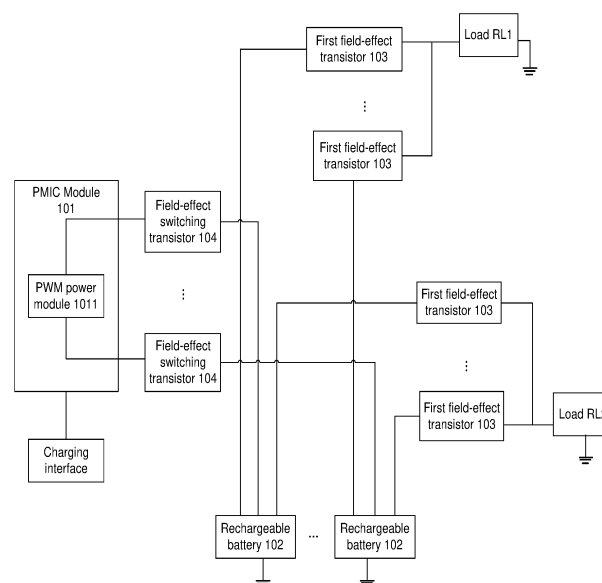 First field-effect
transistor 103
Load RL1
...
First field-effect
transistor 103
PMIC Module
101
Field-effect
switching
transistor 104
PWM power
module 1011
...
First field-effect
transistor 103
Field-effect
switching
transistor 104
...
First field-effect
transistor 103
Load RL
Charging
interface
Rechargeable
battery 102
...
Rechargeable
battery 102